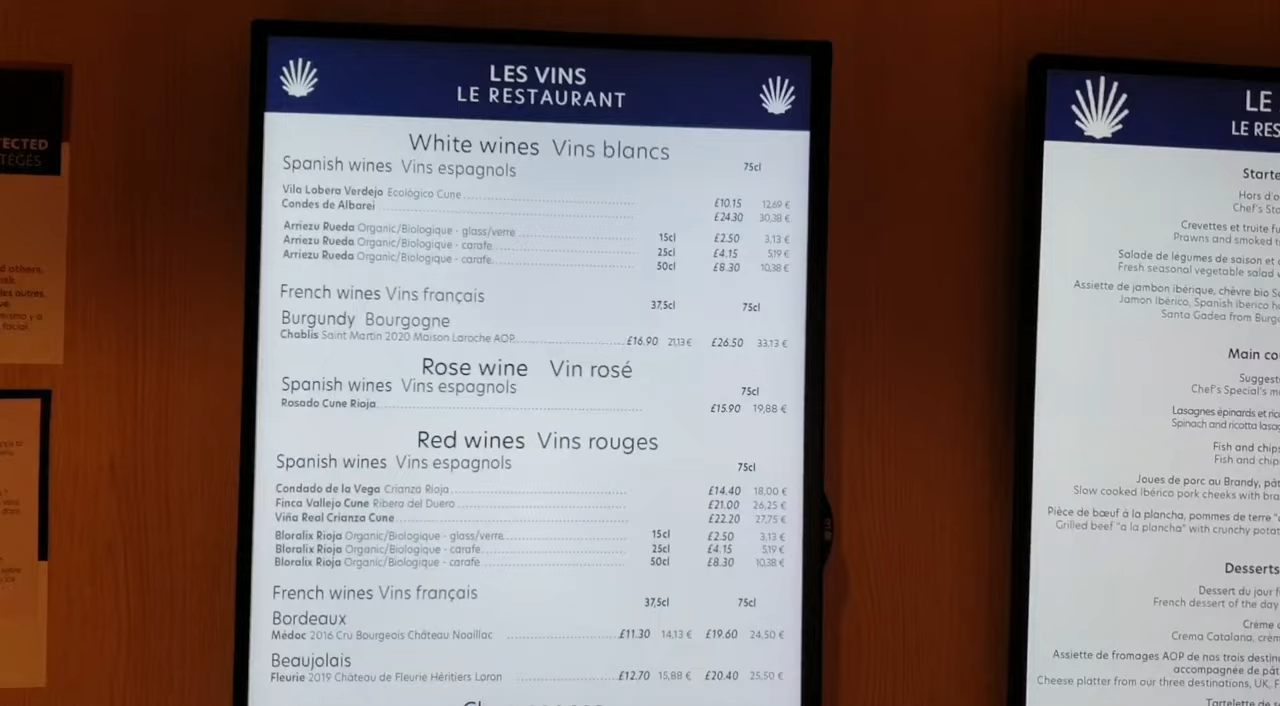 ECTED
TÉGÉS
d others.
les autres.
facial.
LES VINS
LE RESTAURANT
White wines Vins blancs
Spanish wines Vins espagnols 75cl
Vila Lobera Verdejo Ecológico Cune £10.15 12,69 €
Condes de Albarei £24.30 30,38 €
Arriezu Rueda Organic/Biologique - glass/verre 15cl £2.50 3,13 €
Arriezu Rueda Organic/Biologique - carafe 25cl £4.15 5,19 €
Arriezu Rueda Organic/Biologique - carafe 50cl £8.30 10,38 €
French wines Vins français 37,5cl 75cl
Burgundy Bourgogne
Chablis Saint Martin 2020 Maison Laroche AOP £16.90 21,13 € £26.50 33,13 €
Rose wine Vin rosé
Spanish wines Vins espagnols 75cl
Rosado Cune Rioja £15.90 19,88 €
Red wines Vins rouges
Spanish wines Vins espagnols 75cl
Condado de la Vega Crianza Rioja £14.40 18,00 €
Finca Vallejo Cune Ribera del Duero £21.00 26,25 €
Viña Real Crianza Cune £22.20 27,75 €
Bloralix Rioja Organic/Biologique - glass/verre 15cl £2.50 3,13 €
Bloralix Rioja Organic/Biologique - carafe 25cl £4.15 5,19 €
Bloralix Rioja Organic/Biologique - carafe 50cl £8.30 10,38 €
French wines Vins français 37,5cl 75cl
Bordeaux
Médoc 2016 Cru Bourgeois Château Noaillac £11.30 14,13 € £19.60 24,50 €
Beaujolais
Fleurie 2019 Château de Fleurie Héritiers Loron £12.70 15,88 € £20.40 25,50 €
LE
LE RES
Starte
Hors d'o
Chef's Sta
Crevettes et truite fu
Prawns and smoked t
Salade de légumes de saison et
Fresh seasonal vegetable salad
Assiette de jambon ibérique, chèvre bio S
Jamon Ibérico, Spanish iberico h
Santa Gadea from Burg
Main co
Suggest
Chef's Special's m
Lasagnes épinards et ric
Spinach and ricotta lasa
Fish and chips
Fish and chip
Joues de porc au Brandy, pât
Slow cooked Ibérico pork cheeks with bra
Pièce de bœuf à la plancha, pommes de terre
Grilled beef "a la plancha" with crunchy potat
Desserts
Dessert du jour f
French dessert of the day
Crème
Crema Catalana, crèm
Assiette de fromages AOP de nos trois destin
accompagnée de pât
Cheese platter from our three destinations, UK, F
Tartelette de